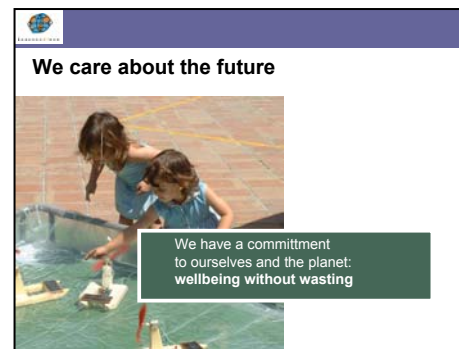 We care about the future
We have a committment
to ourselves and the planet:
wellbeing without wasting